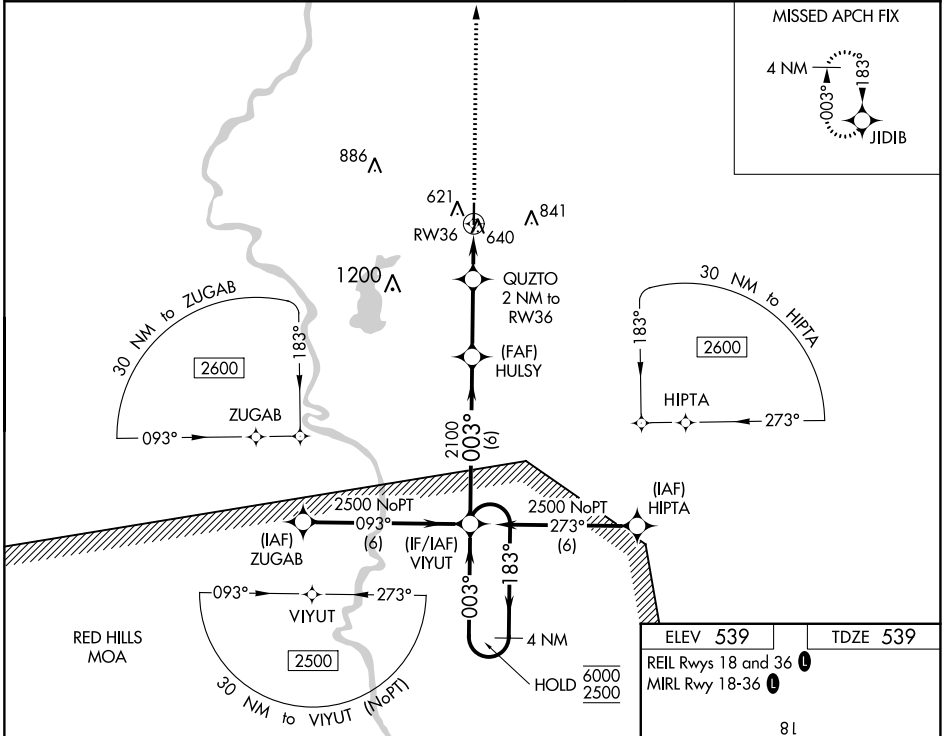 MISSED APCH FIX
4 NM
003°
183°
JIDIB
886
621
841
RW36
640
1200
QUZTO
2 NM to
RW36
30 NM to ZUGAB
183°
2600
ZUGAB
093°
30 NM to HIPTA
183°
2600
HIPTA
273°
(FAF)
HULSY
2100
003°
(6)
2500 NoPT
093°
(6)
(IAF)
ZUGAB
(IF/IAF)
VIYUT
2500 NoPT
273°
(6)
(IAF)
HIPTA
003°
183°
4 NM
HOLD
6000
2500
093°
273°
VIYUT
2500
30 NM to VIYUT (NoPT)
RED HILLS
MOA
ELEV 539
TDZE 539
REIL Rwys 18 and 36 L
MIRL Rwy 18-36 L
18